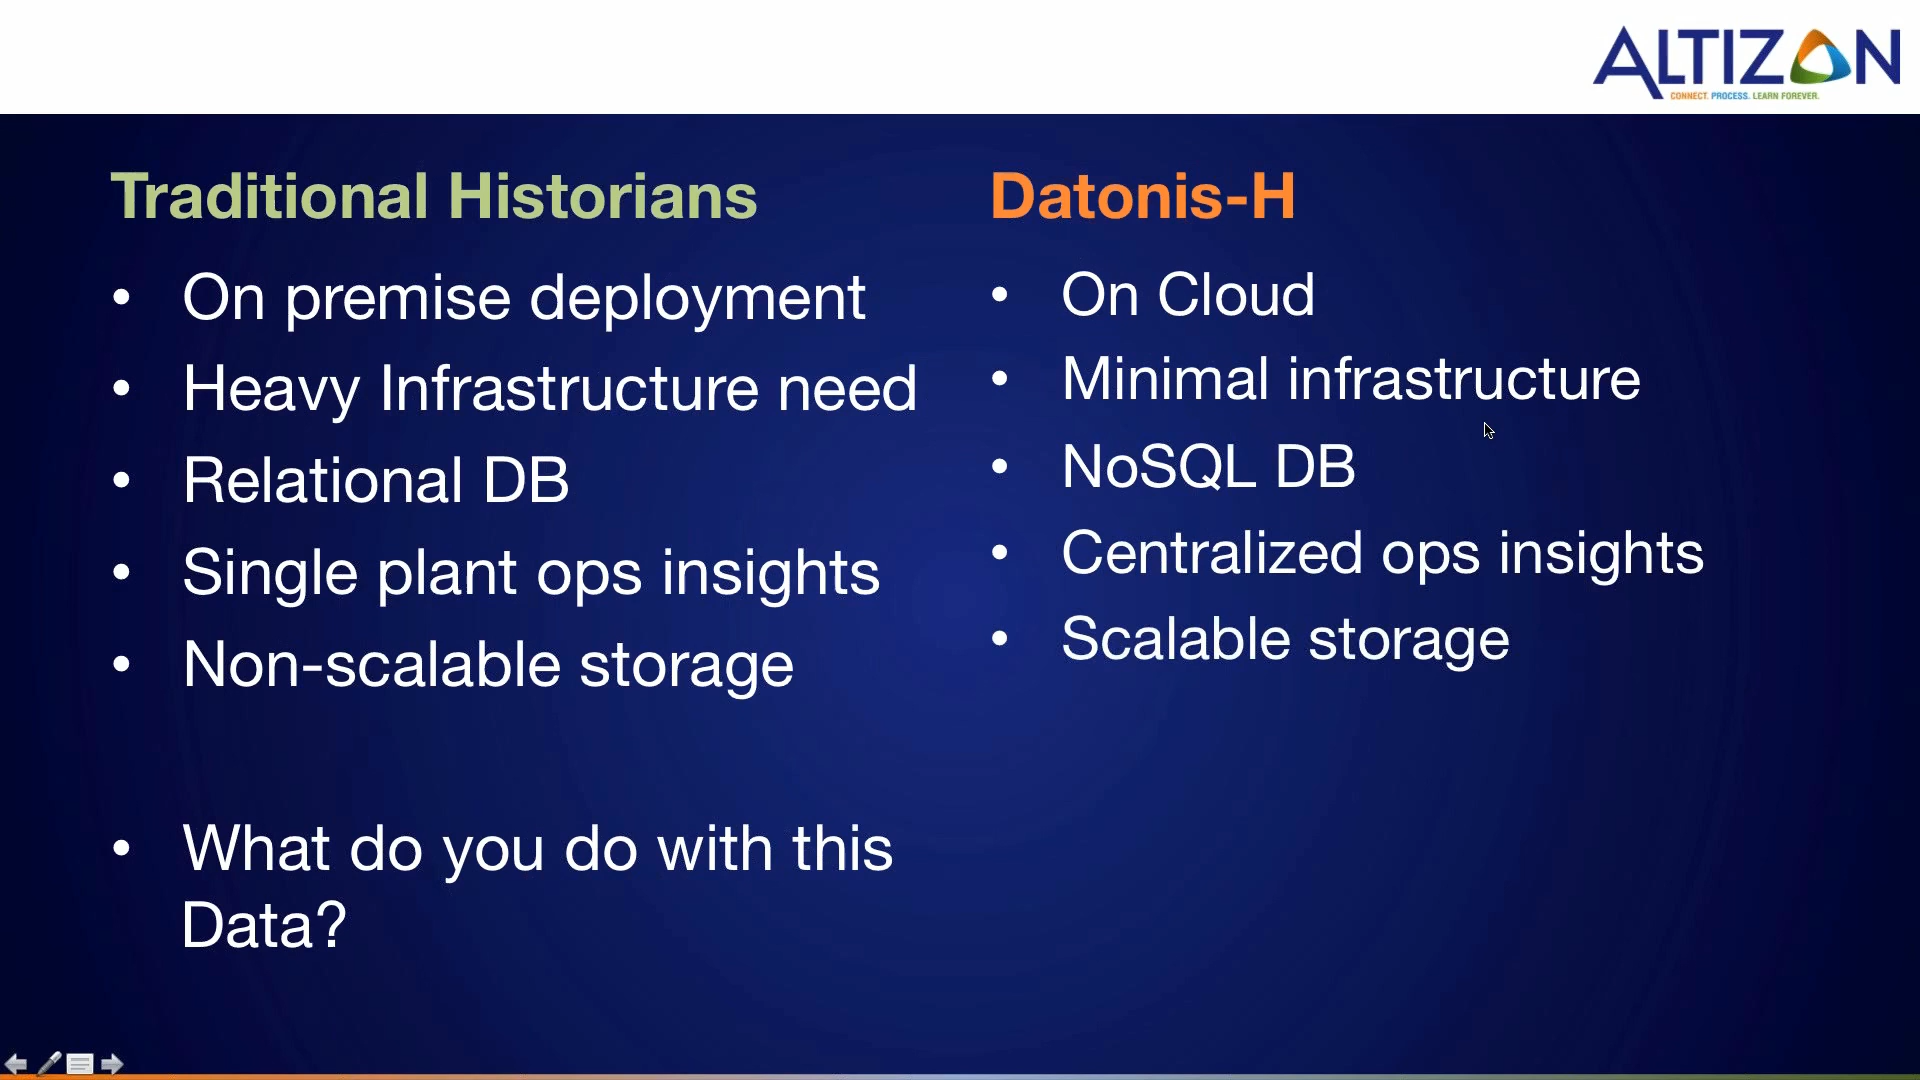 ALTIZON
CONNECT. PROCESS. LEARN FOREVER.
Traditional Historians
• On premise deployment
• Heavy Infrastructure need
• Relational DB
• Single plant ops insights
• Non-scalable storage
• What do you do with this
Data?
Datonis-H
• On Cloud
• Minimal infrastructure
• NoSQL DB
• Centralized ops insights
• Scalable storage